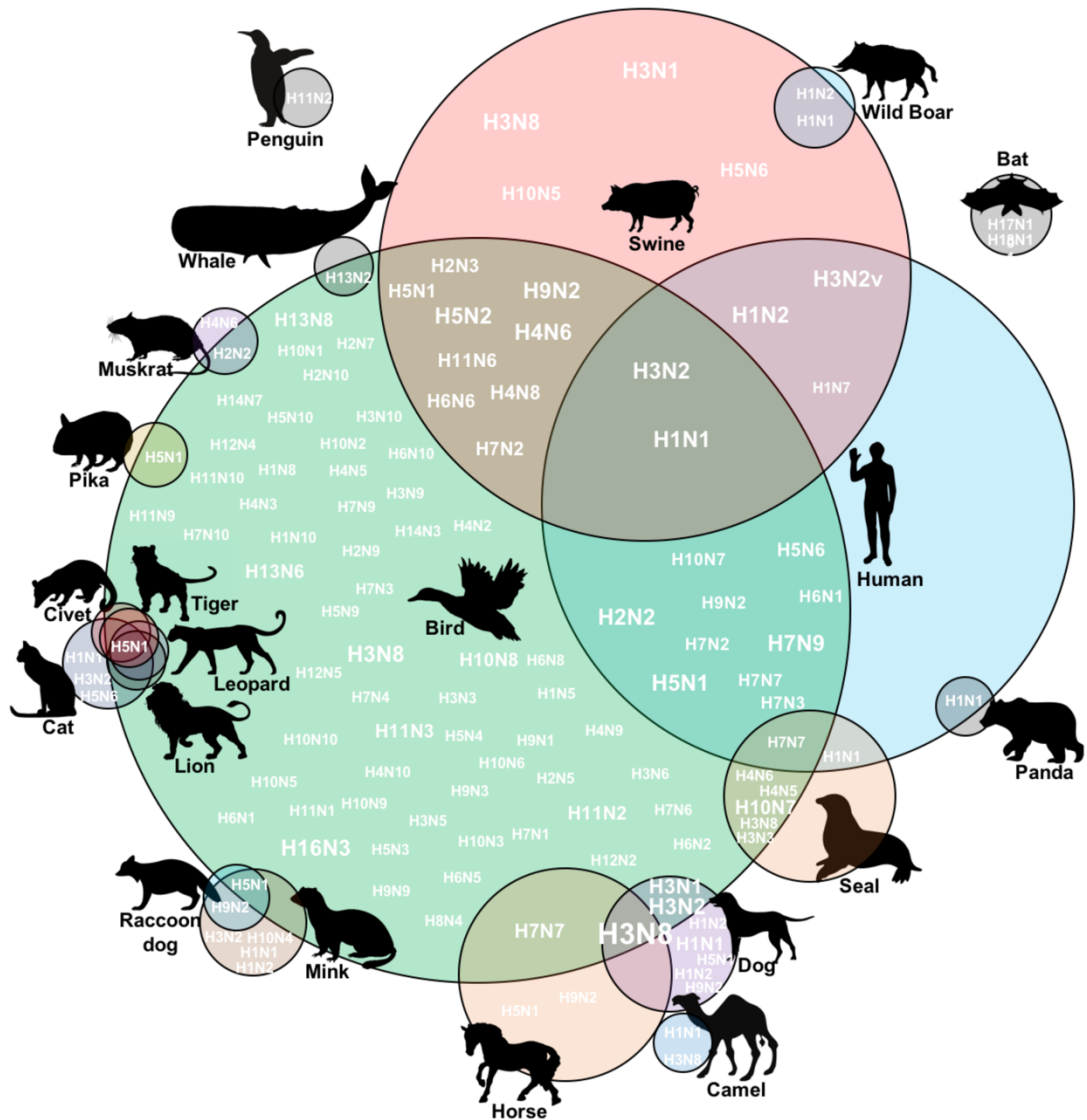 H3N1
H1N2
H1N1
Wild Boar
H11N2
Penguin
H3N8
H5N6
Bat
H17N1
H18N1
H10N5
Swine
Whale
H13N2
H2N3
H5N1
H9N2
H3N2v
H5N2
H4N6
H1N2
H4N6
H2N2
Muskrat
H13N8
H10N1
H2N7
H2N10
H11N6
H3N2
H1N7
H14N7
H5N10
H3N10
H6N6
H4N8
H7N2
H1N1
Pika
H5N1
H12N4
H10N2
H6N10
H11N10
H1N8
H4N5
H3N9
H4N3
H7N9
H11N9
H7N10
H1N10
H14N3
H4N2
H2N9
H13N6
H7N3
H5N9
Bird
H10N7
H5N6
Human
H9N2
H6N1
H2N2
H7N2
H7N9
H5N1
H7N7
H7N3
Civet
Tiger
H5N1
Leopard
H1N1
H3N2
H5N6
Cat
Lion
H3N8
H10N8
H6N8
H12N5
H7N4
H3N3
H1N5
H11N3
H5N4
H9N1
H4N9
H10N10
H10N6
H4N10
H2N5
H3N6
H10N5
H9N3
H1N1
Panda
H7N7
H1N1
H4N6
H4N5
H10N7
H3N8
H3N3
Seal
H6N1
H11N1
H10N9
H3N5
H11N2
H7N6
H16N3
H5N3
H10N3
H7N1
H6N2
H12N2
H9N9
H6N5
H8N4
Raccoon
dog
H5N1
H9N2
H3N2
H10N4
H1N1
H1N2
Mink
H7N7
H3N8
H3N1
H3N2
H1N2
H1N1
H5N1
H1N2
H9N2
Dog
H5N1
H9N2
Horse
H1N1
H3N8
Camel